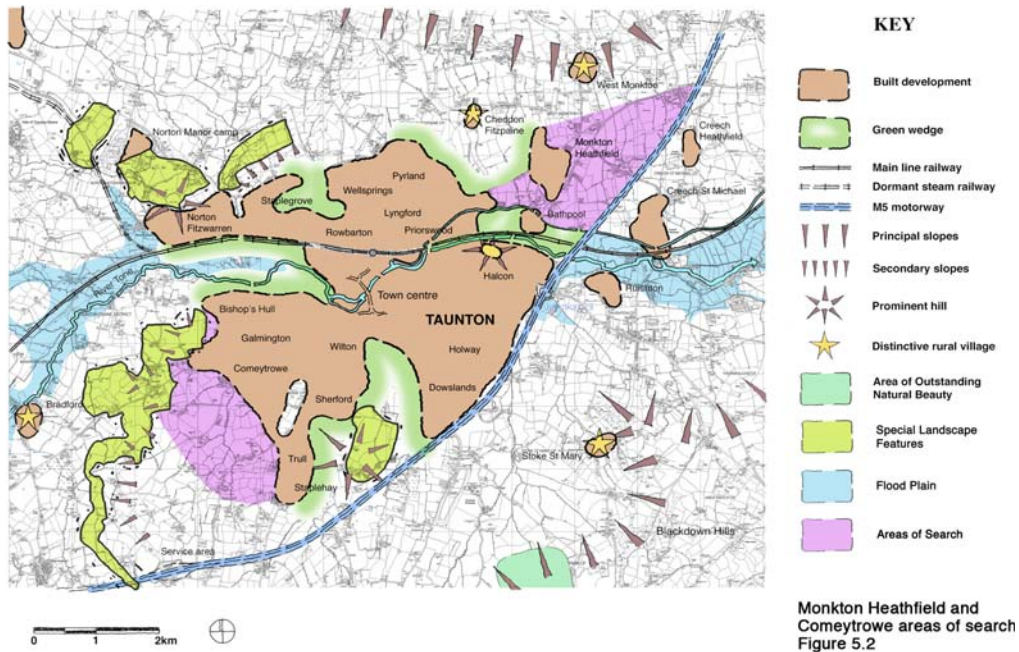 West Monkton
Cheddon
Fitzpaine
Norton Manor camp
Creech
Heathfield
Monkton
Heathfield
Pyrland
Wellsprings
Staplegrove
Creech St Michael
Lyngford
Norton
Fitzwarren
Bathpool
Priorswood
Rowbarton
River Tone
Halcon
Ruishton
Town centre
Bishop's Hull
TAUNTON
Galmington
Wilton
Holway
Comeytrowe
Dowslands
Sherford
Bradford
Trull
Stoke St Mary
Staplehay
Blackdown Hills
Service area
0 1 2km
KEY
Built development
Green wedge
Main line railway
Dormant steam railway
M5 motorway
Principal slopes
Secondary slopes
Prominent hill
Distinctive rural village
Area of Outstanding
Natural Beauty
Special Landscape
Features
Flood Plain
Areas of Search
Monkton Heathfield and
Comeytrowe areas of search
Figure 5.2